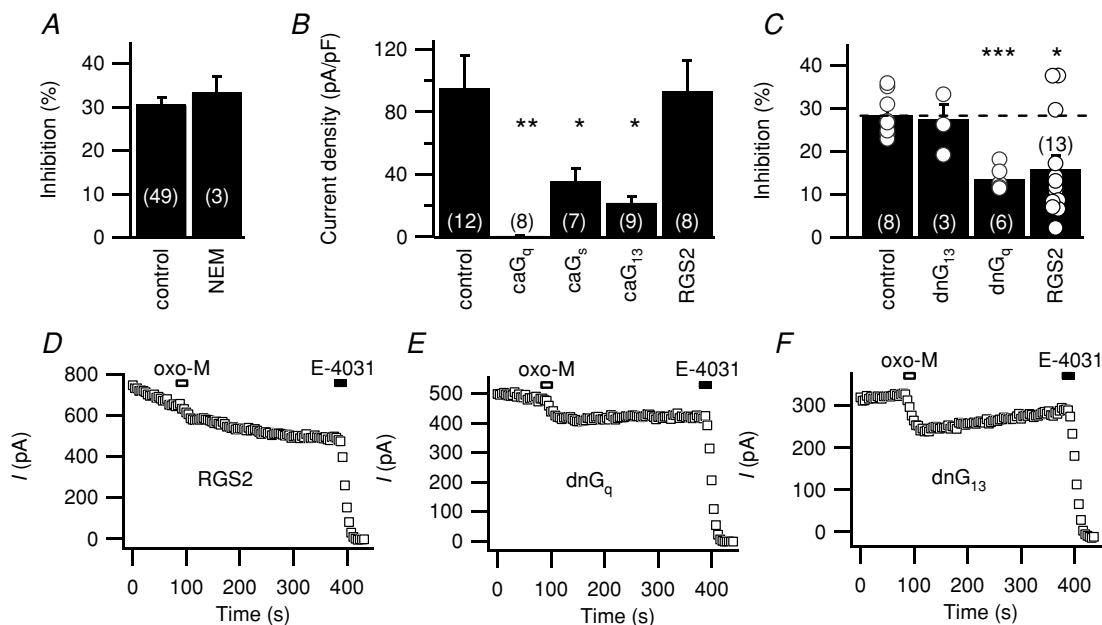 A
Inhibition (%)
40
30
20
10
0
(49)
(3)
control
NEM
B
Current density (pA/pF)
120
80
40
0
**
*
*
(12)
(8)
(7)
(9)
(8)
control
caGq
caGs
caG13
RGS2
C
Inhibition (%)
40
30
20
10
0
***
*
(8)
(3)
(6)
(13)
control
dnG13
dnGq
RGS2
D
I (pA)
800
600
400
200
0
oxo-M
E-4031
RGS2
0 100 200 300 400
Time (s)
E
I (pA)
500
400
300
200
100
0
oxo-M
E-4031
dnGq
0 100 200 300 400
Time (s)
F
I (pA)
300
200
100
0
oxo-M
E-4031
dnG13
0 100 200 300 400
Time (s)